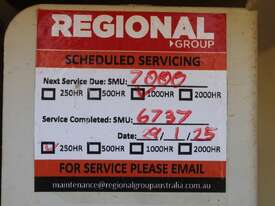 REGIONAL
GROUP
SCHEDULED SERVICING
Next Service Due: SMU: 7000
250HR 500HR 1000HR 2000HR
Service Completed: SMU: 6737
Date: 29/1/25
250HR 500HR 1000HR 2000HR
FOR SERVICE PLEASE EMAIL
maintenance@regionalgroupaustralia.com.au